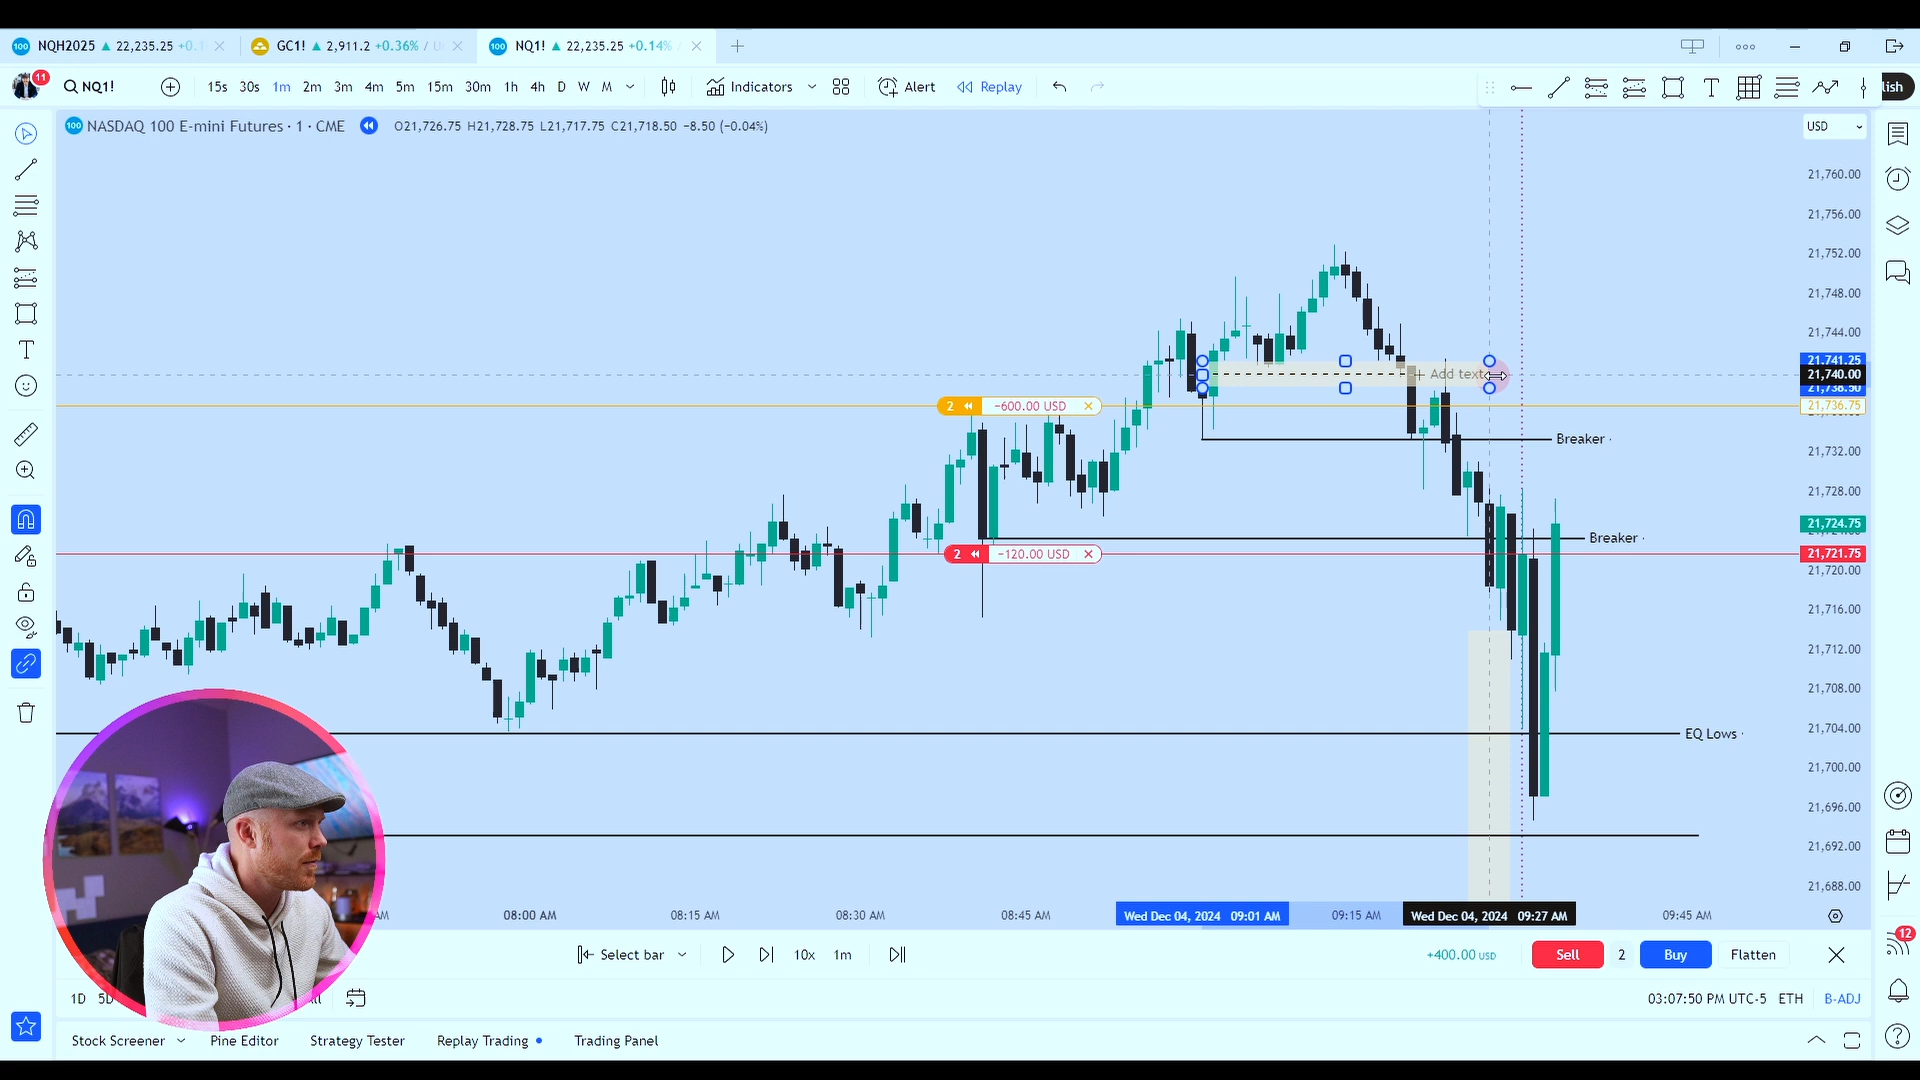 NQH2025 ▲ 22,235.25 +0.1
GC1! ▲ 2,911.2 +0.36% / U
NQ1! ▲ 22,235.25 +0.14%
11
NQ1!
15s 30s 1m 2m 3m 4m 5m 15m 30m 1h 4h D W M
Indicators
Alert
Replay
T
lish
100 NASDAQ 100 E-mini Futures · 1 · CME
O21,726.75 H21,728.75 L21,717.75 C21,718.50 −8.50 (−0.04%)
USD
21,760.00
21,756.00
21,752.00
21,748.00
21,744.00
21,741.25
21,740.00
21,738.50
21,736.75
21,732.00
21,728.00
21,724.75
21,721.75
21,720.00
21,716.00
21,712.00
21,708.00
21,704.00
21,700.00
21,696.00
21,692.00
21,688.00
+ Add text
2 −600.00 USD ×
Breaker
Breaker
2 −120.00 USD ×
EQ Lows
AM
08:00 AM
08:15 AM
08:30 AM
08:45 AM
Wed Dec 04, 2024 09:01 AM
09:15 AM
Wed Dec 04, 2024 09:27 AM
09:45 AM
12
Select bar
10x
1m
+400.00 USD
Sell
2
Buy
Flatten
1D
03:07:50 PM UTC-5
ETH
B-ADJ
Stock Screener
Pine Editor
Strategy Tester
Replay Trading
Trading Panel